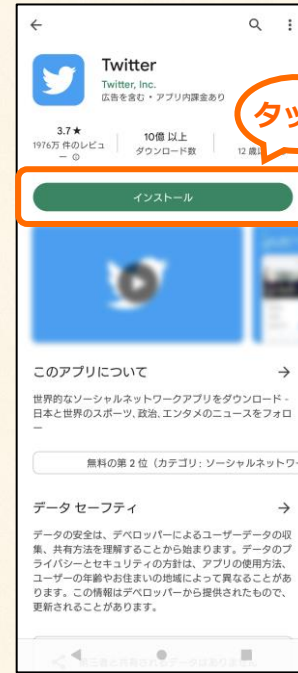 Twitter
Twitter, Inc.
広告を含む・アプリ内課金あり
タッ
3.7★
1976万 件のレビュ
ー
10億 以上
ダウンロード数
12 歳以
インストール
このアプリについて
世界的なソーシャルネットワークアプリをダウンロード -
日本と世界のスポーツ, 政治, エンタメのニュースをフォロ
ー
無料の第 2 位（カテゴリ: ソーシャルネットワー
データ セーフティ
データの安全は、デベロッパーによるユーザーデータの収
集、共有方法を理解することから始まります。データのプ
ライバシーとセキュリティの方針は、アプリの使用方法、
ユーザーの年齢やお住まいの地域によって異なることがあ
ります。この情報はデベロッパーから提供されたもので、
更新されることがあります。